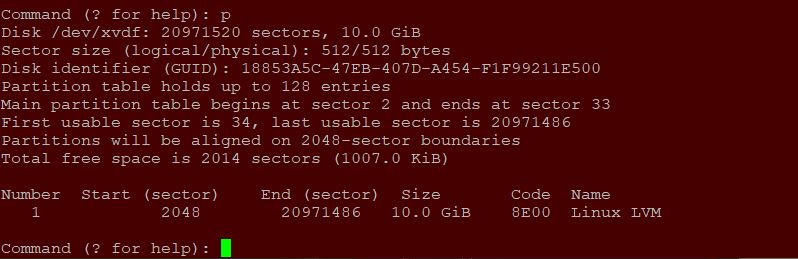 Command (? for help): p
Disk /dev/xvdf: 20971520 sectors, 10.0 GiB
Sector size (logical/physical): 512/512 bytes
Disk identifier (GUID): 18853A5C-47EB-407D-A454-F1F99211E500
Partition table holds up to 128 entries
Main partition table begins at sector 2 and ends at sector 33
First usable sector is 34, last usable sector is 20971486
Partitions will be aligned on 2048-sector boundaries
Total free space is 2014 sectors (1007.0 KiB)
Number  Start (sector)    End (sector)  Size       Code  Name
   1            2048        20971486   10.0 GiB    8E00  Linux LVM
Command (? for help):